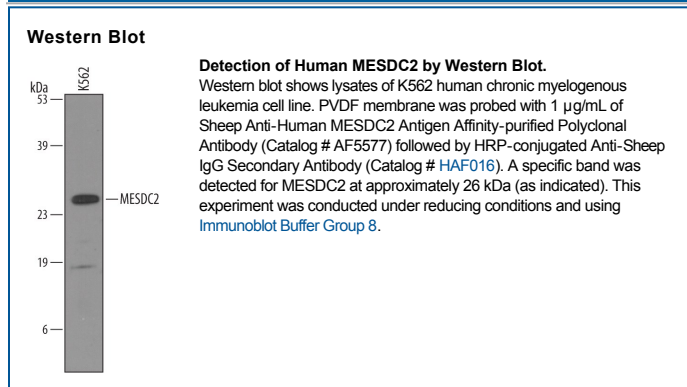 Western Blot
Detection of Human MESDC2 by Western Blot.
Western blot shows lysates of K562 human chronic myelogenous
leukemia cell line. PVDF membrane was probed with 1 µg/mL of
Sheep Anti-Human MESDC2 Antigen Affinity-purified Polyclonal
Antibody (Catalog # AF5577) followed by HRP-conjugated Anti-Sheep
IgG Secondary Antibody (Catalog # HAF016). A specific band was
detected for MESDC2 at approximately 26 kDa (as indicated). This
experiment was conducted under reducing conditions and using
Immunoblot Buffer Group 8.
kDa
K562
53
39
MESDC2
23
19
6